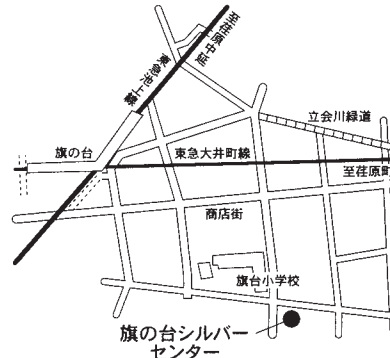 至荏原中延
東急池上線
立会川緑道
旗の台
東急大井町線
至荏原町
商店街
旗台小学校
旗の台シルバー
センター